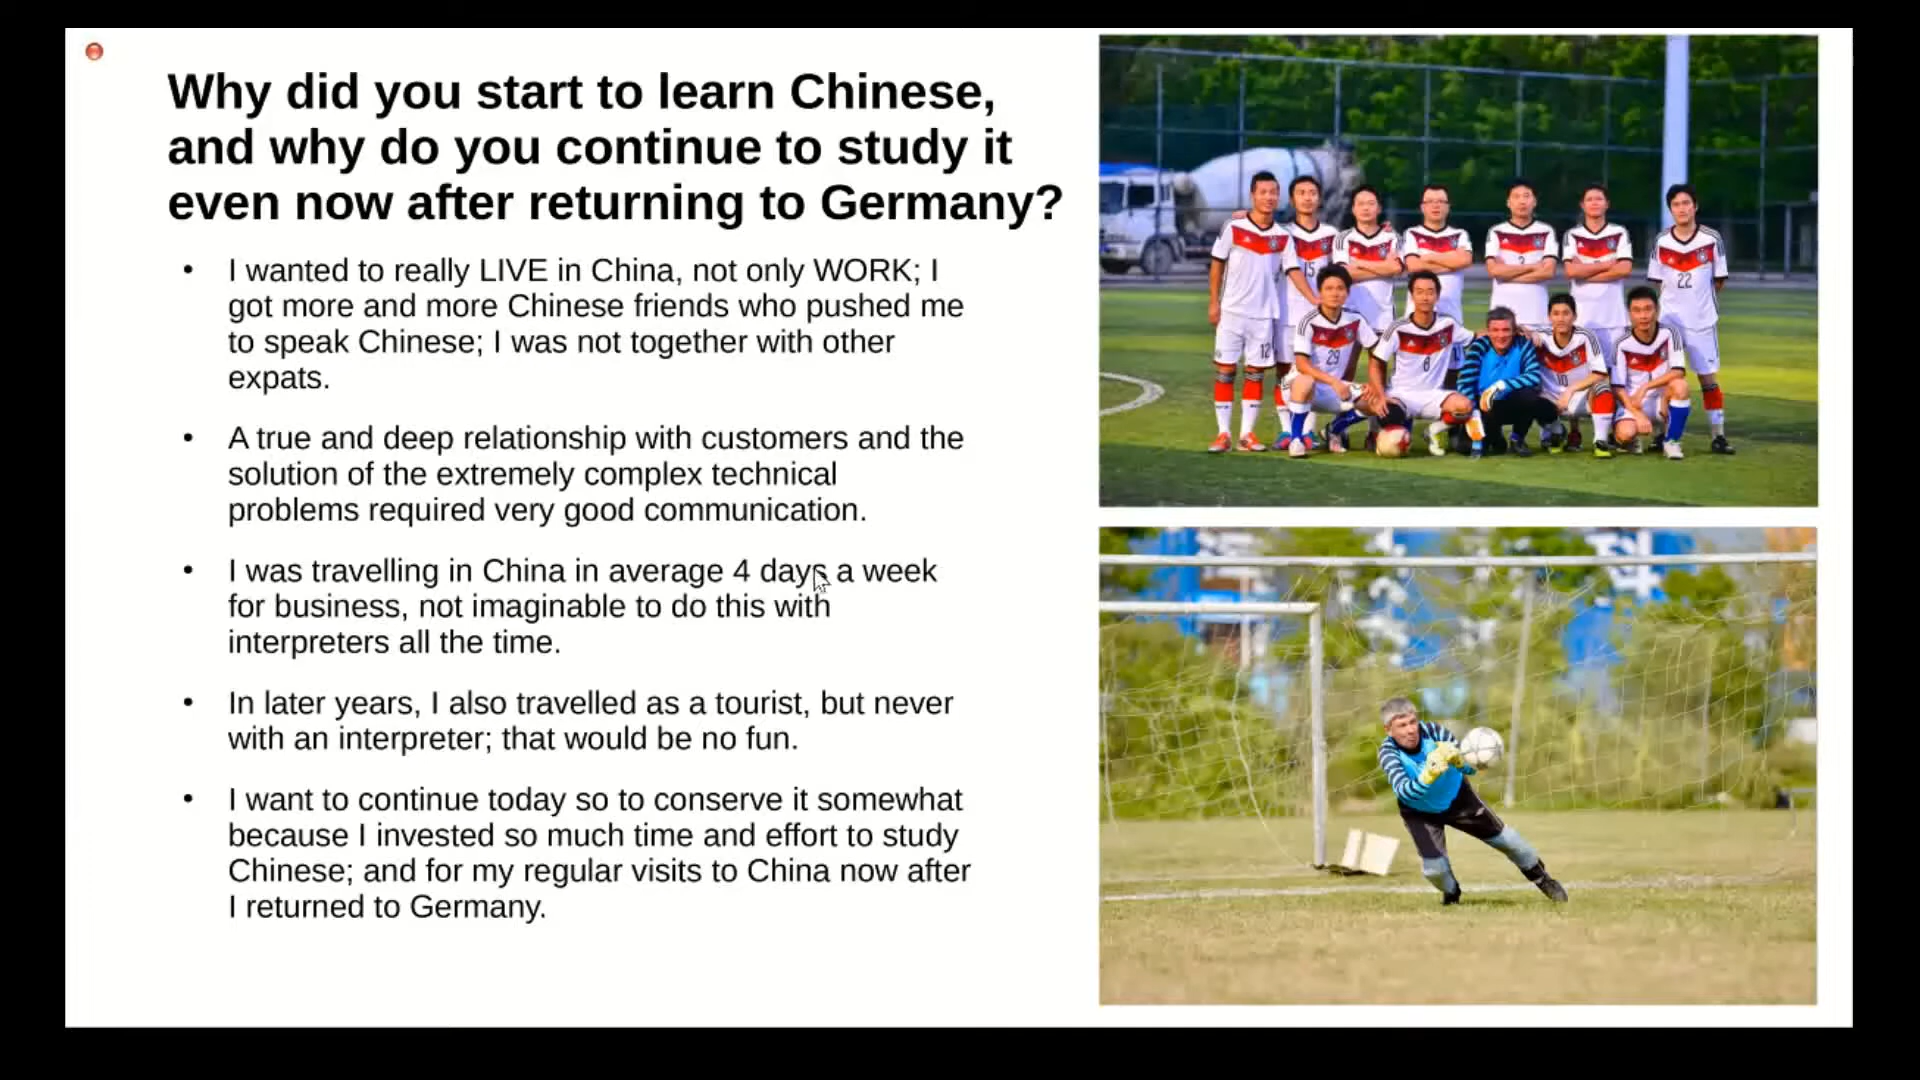 Why did you start to learn Chinese,
and why do you continue to study it
even now after returning to Germany?
• I wanted to really LIVE in China, not only WORK; I
got more and more Chinese friends who pushed me
to speak Chinese; I was not together with other
expats.
• A true and deep relationship with customers and the
solution of the extremely complex technical
problems required very good communication.
• I was travelling in China in average 4 days a week
for business, not imaginable to do this with
interpreters all the time.
• In later years, I also travelled as a tourist, but never
with an interpreter; that would be no fun.
• I want to continue today so to conserve it somewhat
because I invested so much time and effort to study
Chinese; and for my regular visits to China now after
I returned to Germany.
15
22
12
29
8
10